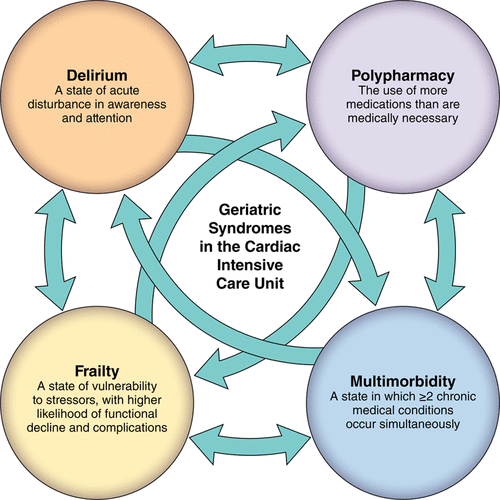 Delirium
A state of acute
disturbance in awareness
and attention
Polypharmacy
The use of more
medications than are
medically necessary
Geriatric
Syndromes
in the Cardiac
Intensive
Care Unit
Frailty
A state of vulnerability
to stressors, with higher
likelihood of functional
decline and complications
Multimorbidity
A state in which ≥2 chronic
medical conditions
occur simultaneously